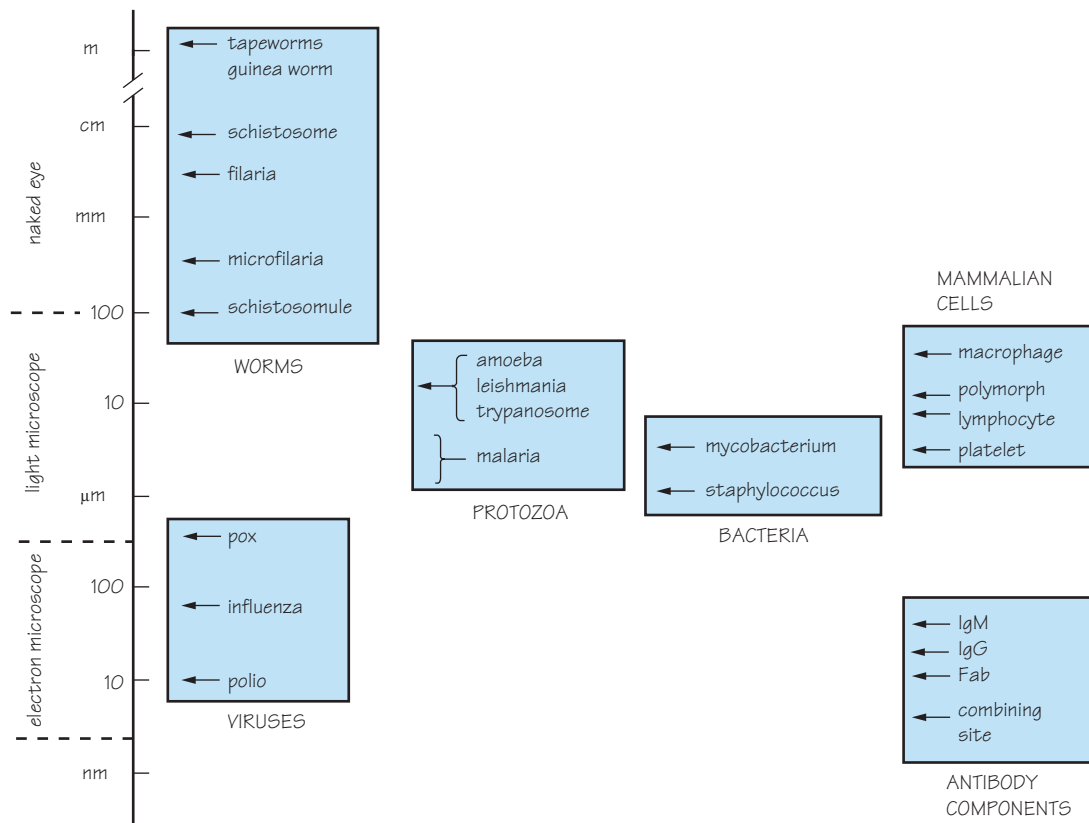 m
cm
mm
100
10
µm
100
10
nm
naked eye
light microscope
electron microscope
tapeworms
guinea worm
schistosome
filaria
microfilaria
schistosomule
WORMS
pox
influenza
polio
VIRUSES
amoeba
leishmania
trypanosome
malaria
PROTOZOA
mycobacterium
staphylococcus
BACTERIA
MAMMALIAN
CELLS
macrophage
polymorph
lymphocyte
platelet
IgM
IgG
Fab
combining
site
ANTIBODY
COMPONENTS